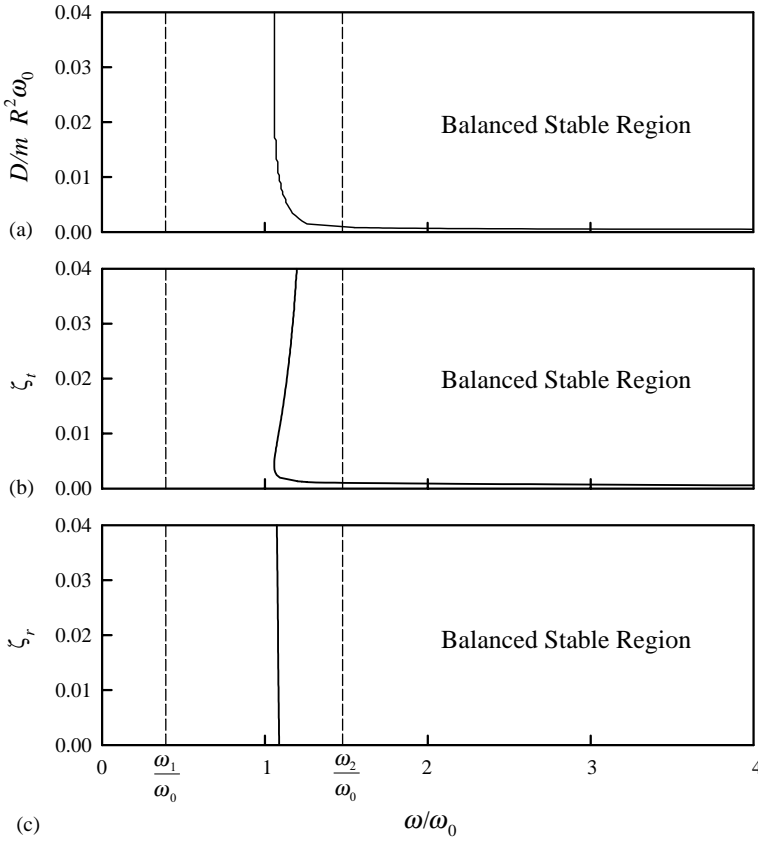 0.04
0.03
0.02
0.01
0.00
D/m R²ω₀
Balanced Stable Region
(a)
0.04
0.03
0.02
0.01
0.00
ζₜ
Balanced Stable Region
(b)
0.04
0.03
0.02
0.01
0.00
ζᵣ
Balanced Stable Region
0 ω₁/ω₀ 1 ω₂/ω₀ 2 3 4
ω/ω₀
(c)